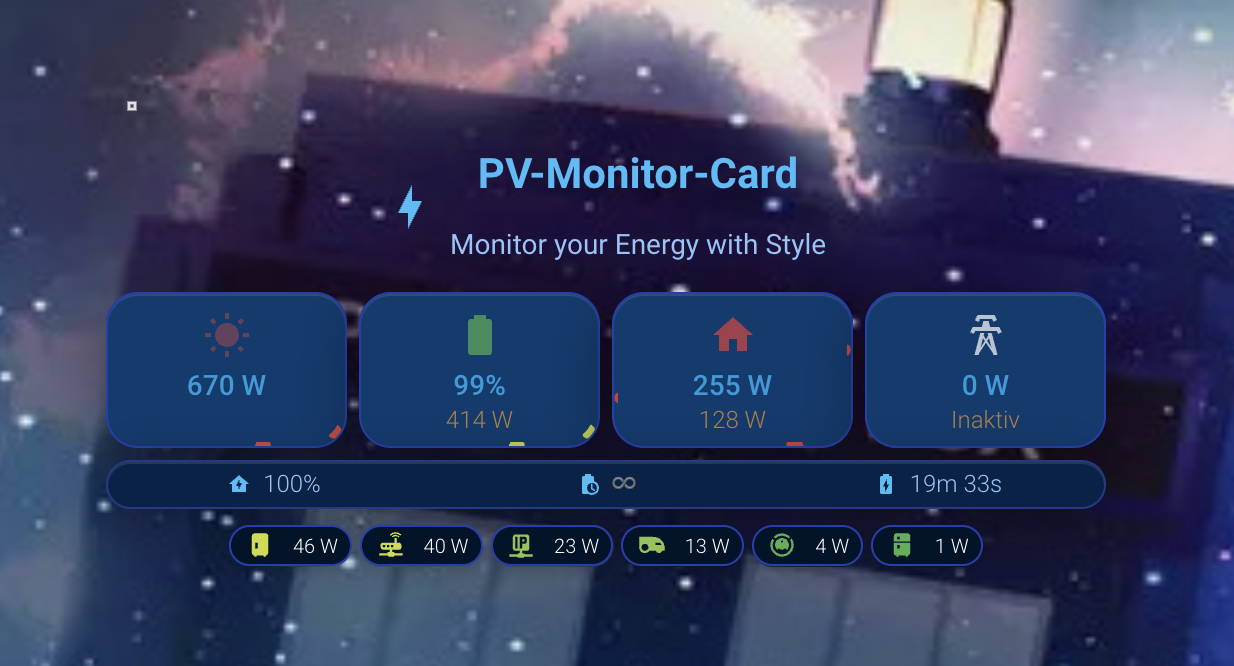 PV-Monitor-Card
Monitor your Energy with Style
670 W
99%
414 W
255 W
128 W
0 W
Inaktiv
100%
∞
19m 33s
46 W
40 W
23 W
13 W
4 W
1 W